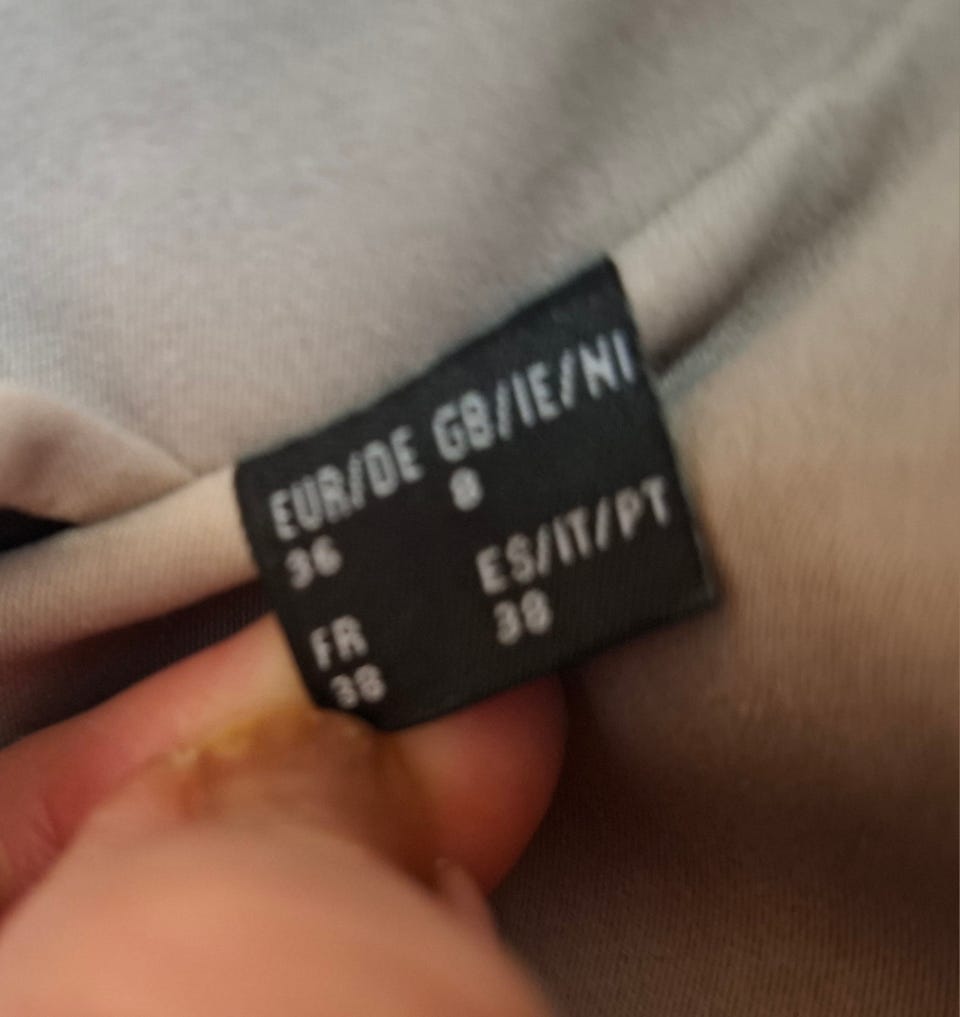 EUR/DE GB/IE/NI
36 8
FR ES/IT/PT
38 38